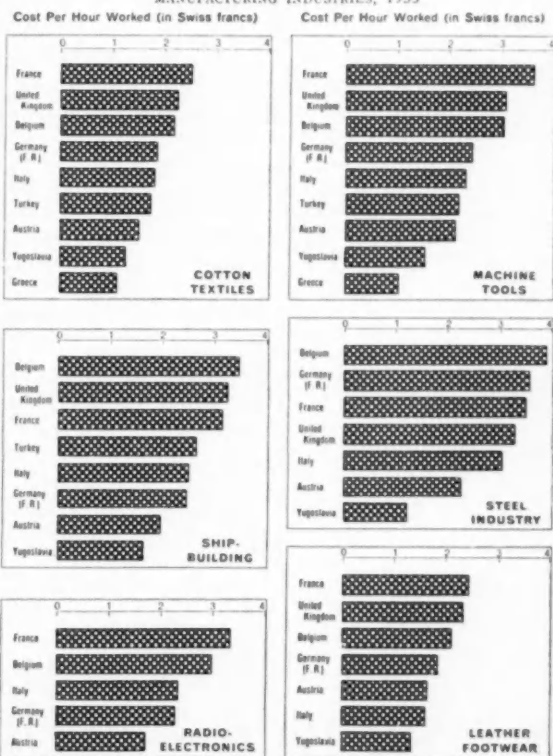 MANUFACTURING INDUSTRIES, 1955
Cost Per Hour Worked (in Swiss francs)
0 1 2 3 4
France
United
Kingdom
Belgium
Germany
(F. R.)
Italy
Turkey
Austria
Yugoslavia
Greece
COTTON
TEXTILES
0 1 2 3 4
Belgium
United
Kingdom
France
Turkey
Italy
Germany
(F. R.)
Austria
Yugoslavia
SHIP-
BUILDING
0 1 2 3 4
France
Belgium
Italy
Germany
(F. R.)
Austria
RADIO-
ELECTRONICS
Cost Per Hour Worked (in Swiss francs)
0 1 2 3 4
France
United
Kingdom
Belgium
Germany
(F. R.)
Italy
Turkey
Austria
Yugoslavia
Greece
MACHINE
TOOLS
0 1 2 3 4
Belgium
Germany
(F. R.)
France
United
Kingdom
Italy
Austria
Yugoslavia
STEEL
INDUSTRY
0 1 2 3 4
France
United
Kingdom
Belgium
Germany
(F. R.)
Austria
Italy
Yugoslavia
LEATHER
FOOTWEAR